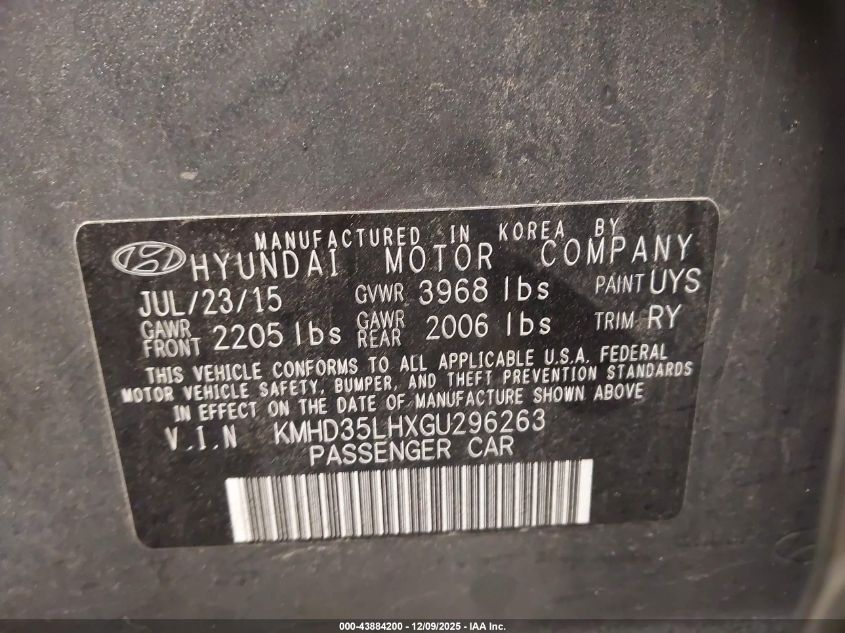 MANUFACTURED IN KOREA BY
HYUNDAI MOTOR COMPANY
JUL/23/15 GVWR 3968 lbs PAINT UYS
GAWR FRONT 2205 lbs GAWR REAR 2006 lbs TRIM RY
THIS VEHICLE CONFORMS TO ALL APPLICABLE U.S.A. FEDERAL
MOTOR VEHICLE SAFETY, BUMPER, AND THEFT PREVENTION STANDARDS
IN EFFECT ON THE DATE OF MANUFACTURE SHOWN ABOVE
V.I.N KMHD35LHXGU296263
PASSENGER CAR
000-43884200 - 12/09/2025 - IAA Inc.